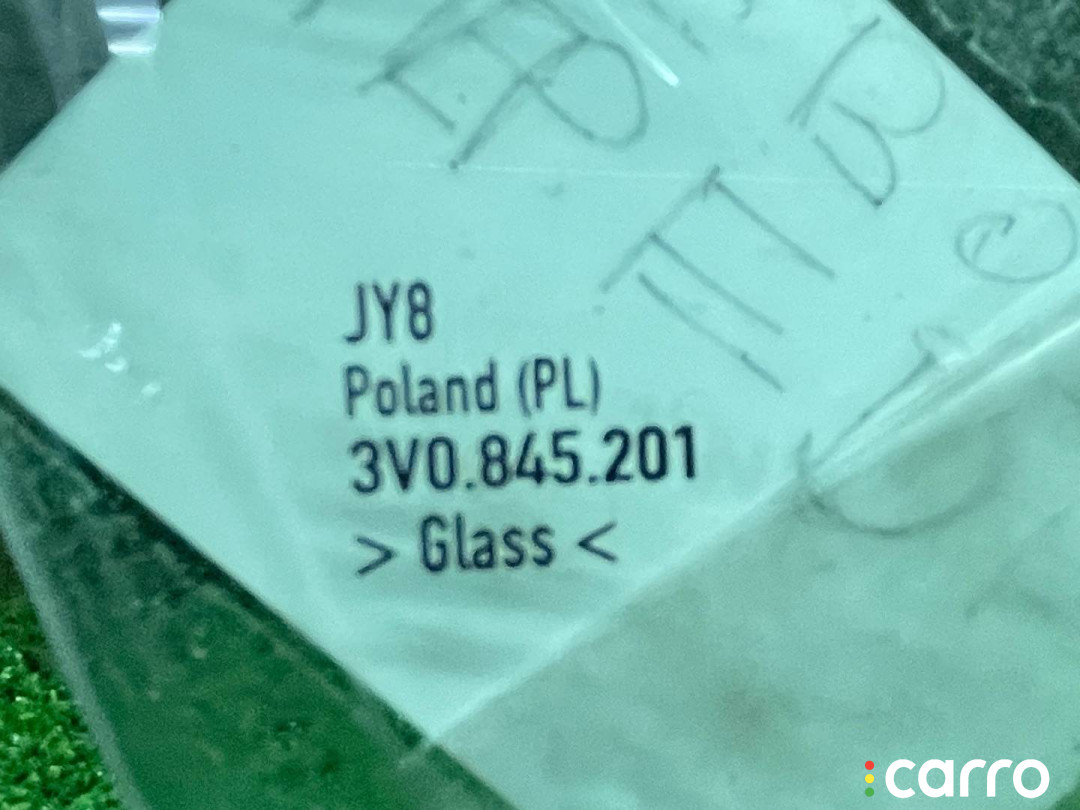 JY8
Poland (PL)
3V0.845.201
> Glass <
carro